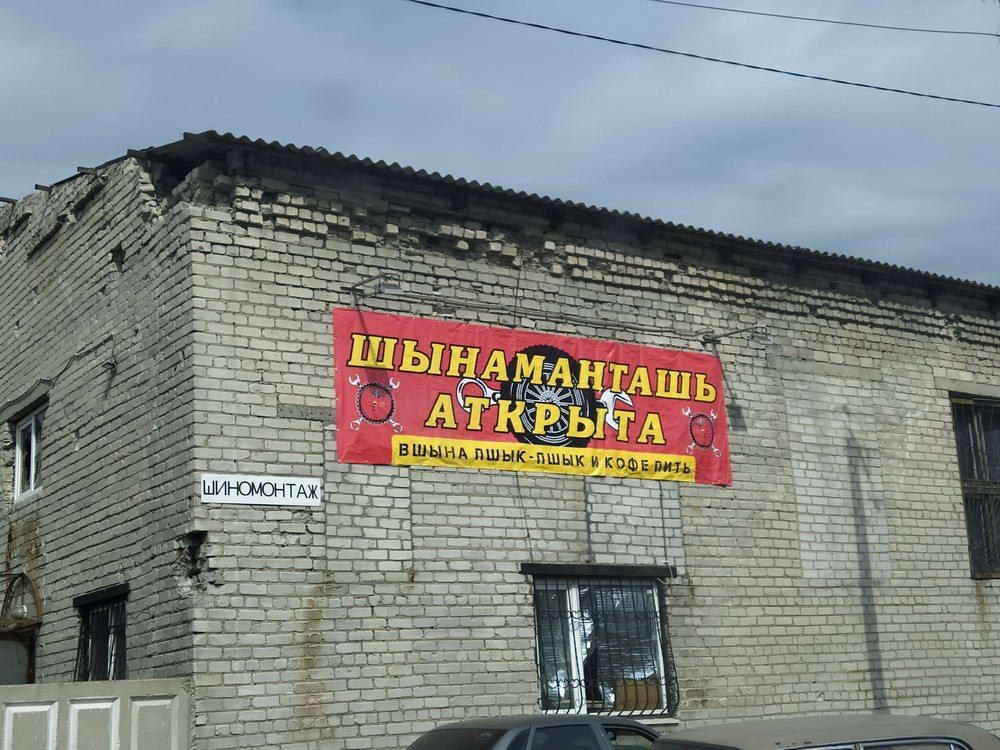 ШЫНАМАНТАШЬ
АТКРЫТА
ВШЫНА ПШЫК-ПШЫК И КОФЕ ПИТЬ
ШИНОМОНТАЖ